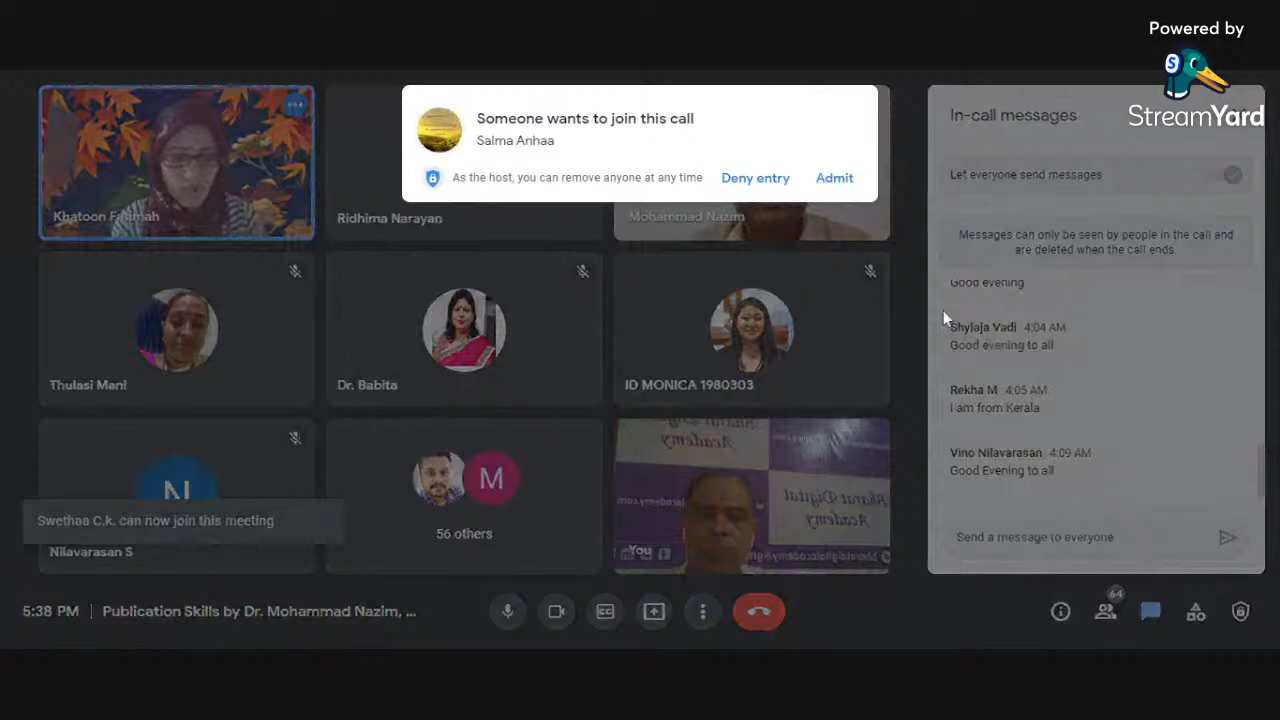 Powered by
StreamYard
Someone wants to join this call
Salma Anhaa
As the host, you can remove anyone at any time
Deny entry
Admit
Khatoon Fatimah
Ridhima Narayan
Mohammad Nazim
Thulasi Mani
Dr. Babita
ID MONICA 1980303
N
M
56 others
Swethaa C.k. can now join this meeting
Nilavarasan S
You
Academy
Bharat Digital
Academy
In-call messages
Let everyone send messages
Messages can only be seen by people in the call and
are deleted when the call ends.
Good evening
Shylaja Vadi 4:04 AM
Good evening to all
Rekha M 4:05 AM
I am from Kerala
Vino Nilavarasan 4:09 AM
Good Evening to all
Send a message to everyone
5:38 PM | Publication Skills by Dr. Mohammad Nazim, ...
64